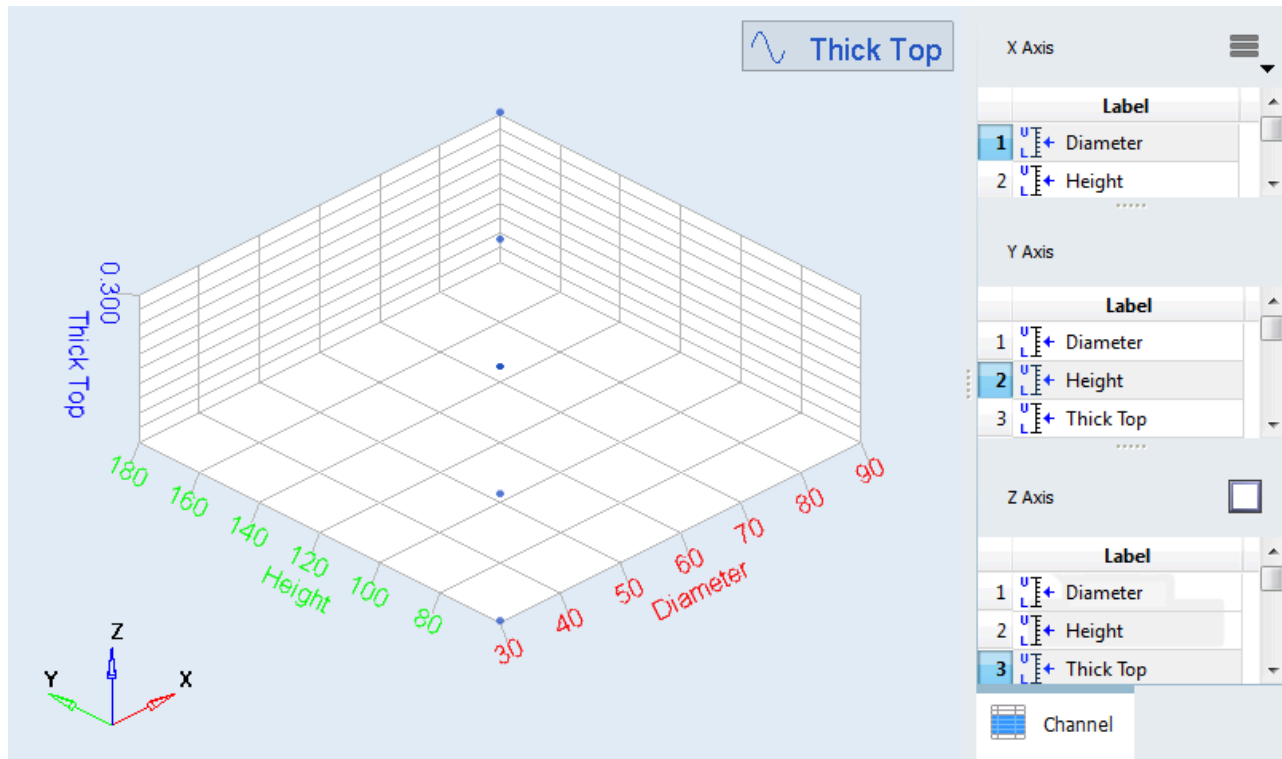 Thick Top
X Axis
Label
1 Diameter
2 Height
Y Axis
Label
1 Diameter
2 Height
3 Thick Top
Z Axis
Label
1 Diameter
2 Height
3 Thick Top
Channel
0.300
Thick Top
180
160
140
120
100
80
Height
30
40
50
60
70
80
90
Diameter
Z
Y
X